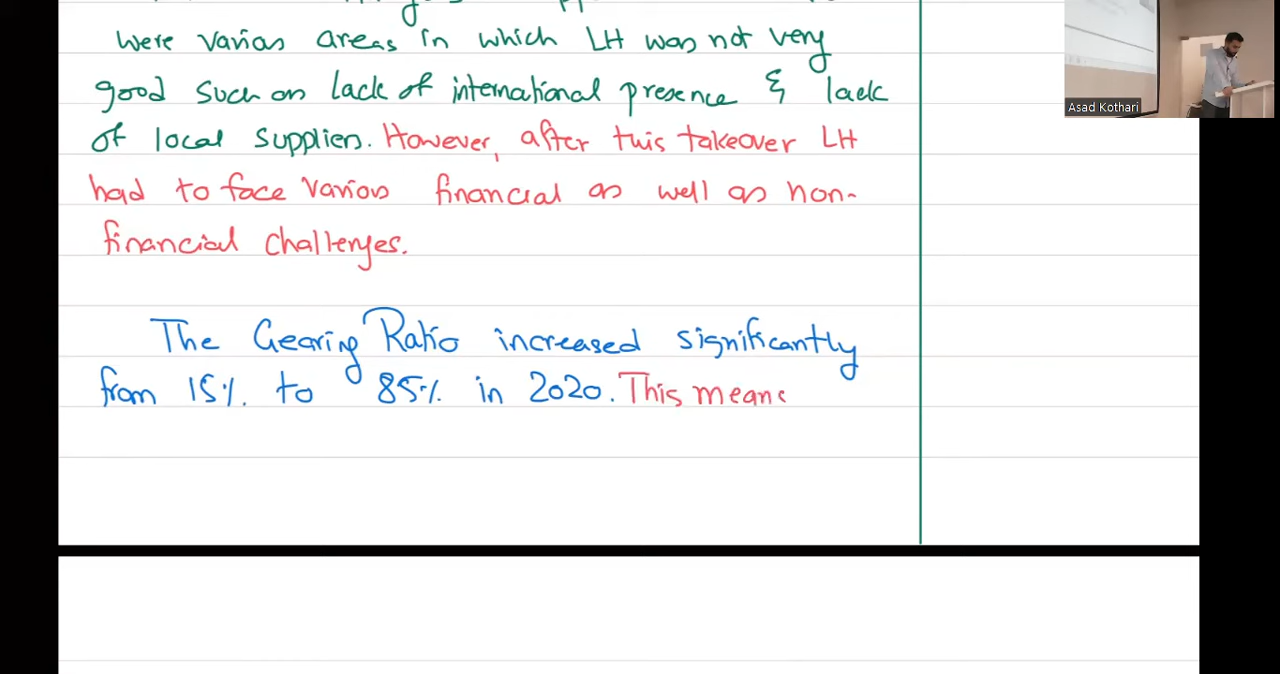 were varias areas in which LH was not very
good such as lack of international presence & lack
of local suppliers. However, after this takeover LH
had to face various financial as well as non-
financial challenges.
The Gearing Ratio increased significantly
from 15% to 85% in 2020. This means
Asad Kothari